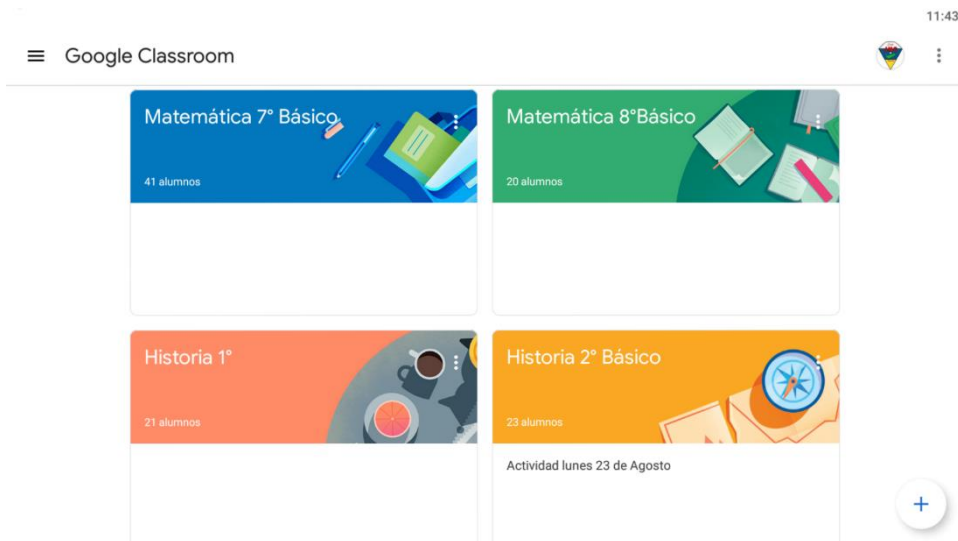 11:43
Google Classroom
Matemática 7° Básico
41 alumnos
Matemática 8°Básico
20 alumnos
Historia 1°
21 alumnos
Historia 2° Básico
23 alumnos
Actividad lunes 23 de Agosto